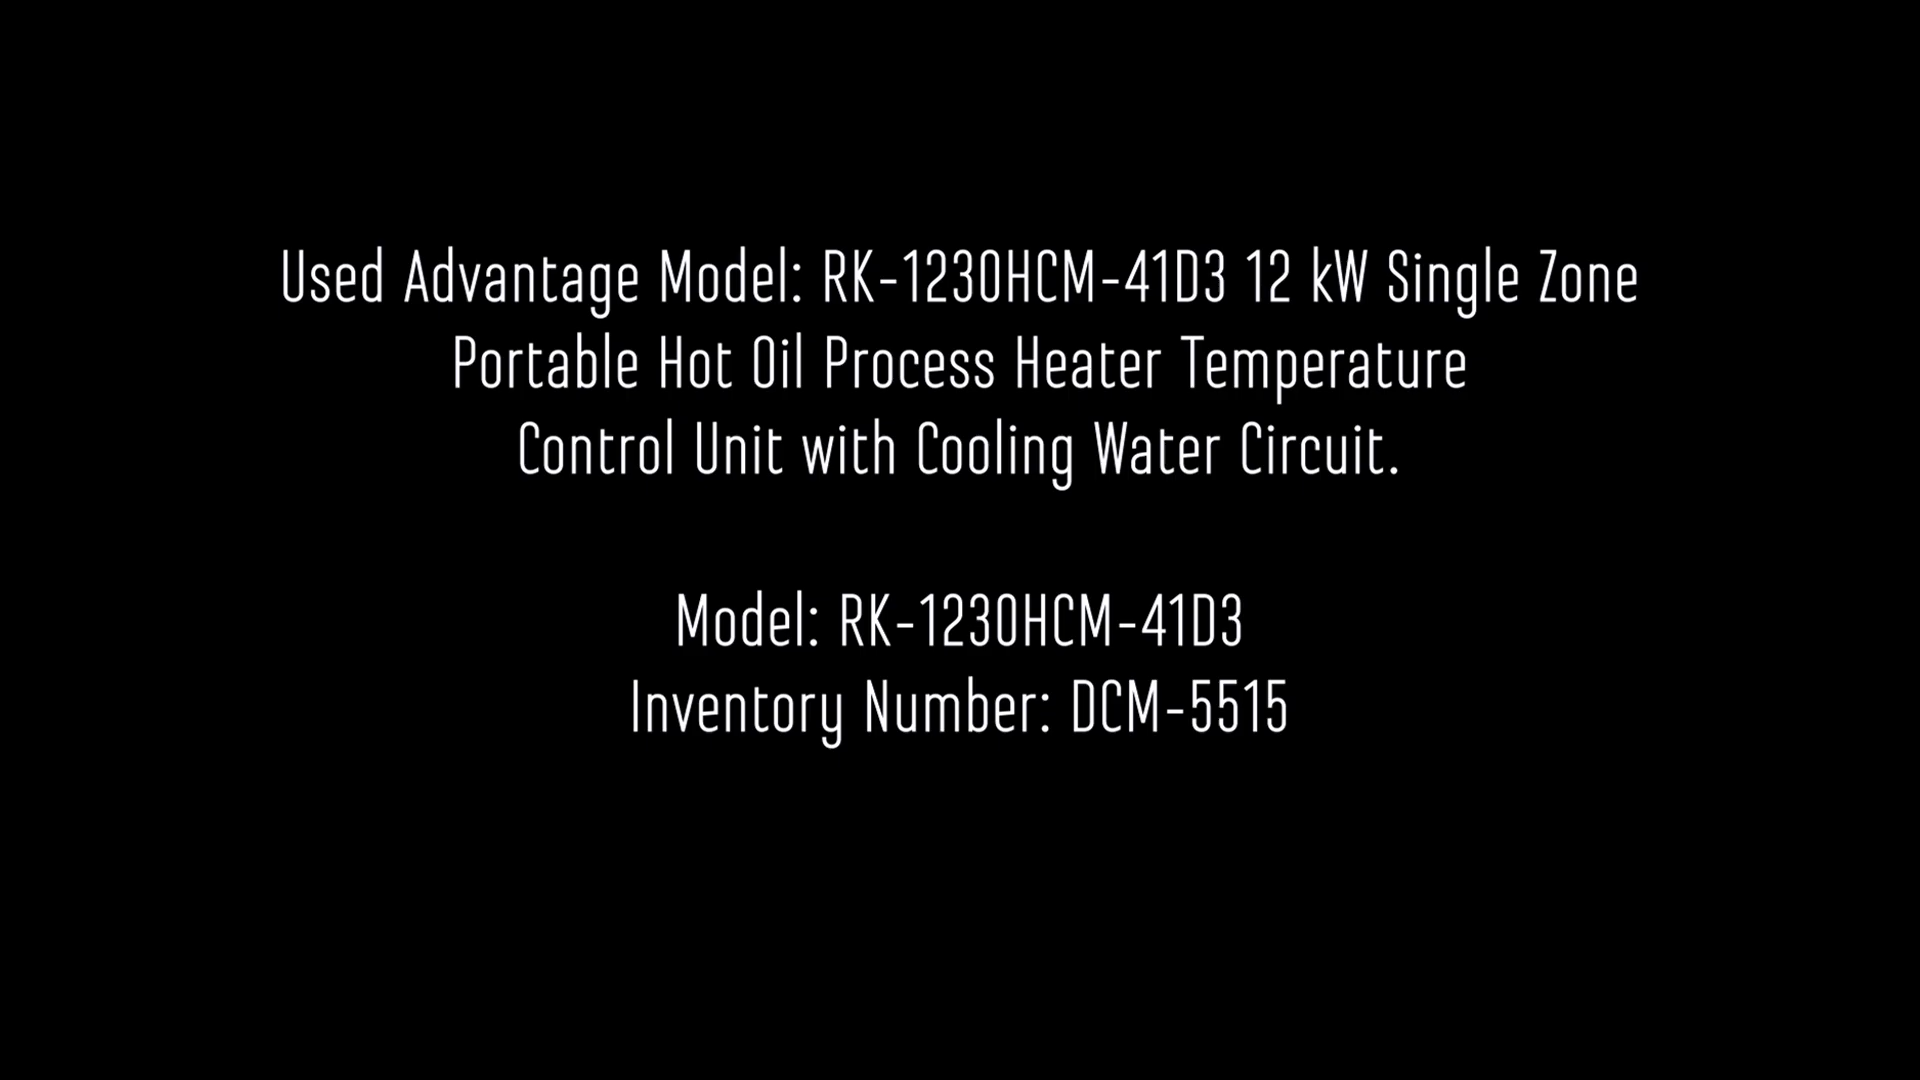 Used Advantage Model: RK-1230HCM-41D3 12 kW Single Zone
Portable Hot Oil Process Heater Temperature
Control Unit with Cooling Water Circuit.
Model: RK-1230HCM-41D3
Inventory Number: DCM-5515